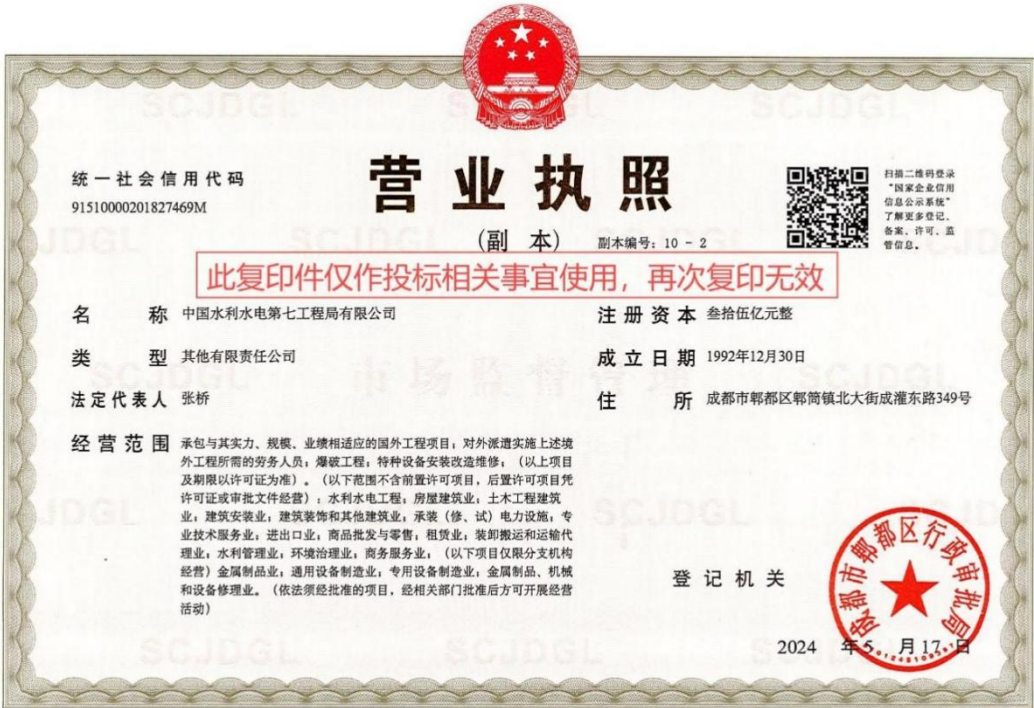 统一社会信用代码
91510000201827469M
营业执照
(副 本)
副本编号：10 - 2
扫描二维码登录
“国家企业信用
信息公示系统”
了解更多登记、
备案、许可、监
管信息。
此复印件仅作投标相关事宜使用，再次复印无效
名 称 中国水利水电第七工程局有限公司
注册资本 叁拾伍亿元整
类 型 其他有限责任公司
成立日期 1992年12月30日
法定代表人 张桥
住 所 成都市郫都区郫筒镇北大街成灌东路349号
经营范围 承包与其实力、规模、业绩相适应的国外工程项目；对外派遣实施上述境
外工程所需的劳务人员；爆破工程；特种设备安装改造维修；（以上项目
及期限以许可证为准）。（以下范围不含前置许可项目，后置许可项目凭
许可证或审批文件经营）：水利水电工程；房屋建筑业；土木工程建筑
业；建筑安装业；建筑装饰和其他建筑业；承装（修、试）电力设施；专
业技术服务业；进出口业；商品批发与零售；租赁业；装卸搬运和运输代
理业；水利管理业；环境治理业；商务服务业；（以下项目仅限分支机构
经营）金属制品业；通用设备制造业；专用设备制造业；金属制品、机械
和设备修理业。（依法须经批准的项目，经相关部门批准后方可开展经营
活动）
登记机关
成都市郫都区行政审批局
2024 年5 月17 日
SCJDGL
市场监督管理